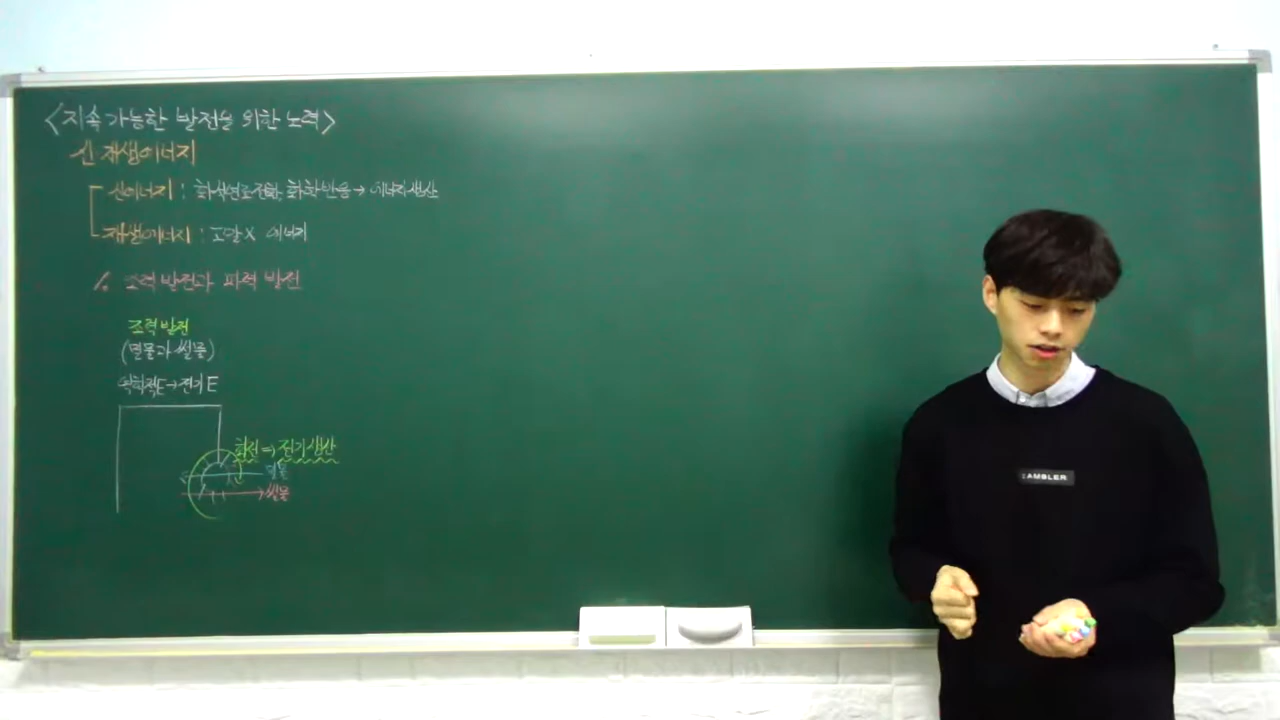 <지속 가능한 발전을 위한 노력>
신 재생에너지
신에너지 : 화석연료 전환, 화학반응 → 에너지 생산
재생에너지 : 고갈 X 에너지
조력 발전과 파력 발전
조력 발전
(밀물과 썰물)
역학적E → 전기E
회전 => 전기 생산
밀물
썰물
AMBLER